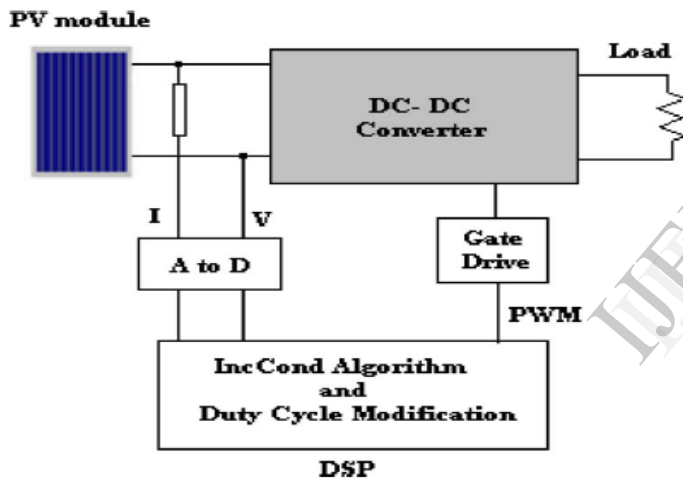 PV module
Load
DC- DC
Converter
I
V
A to D
Gate
Drive
PWM
IncCond Algorithm
and
Duty Cycle Modification
DSP